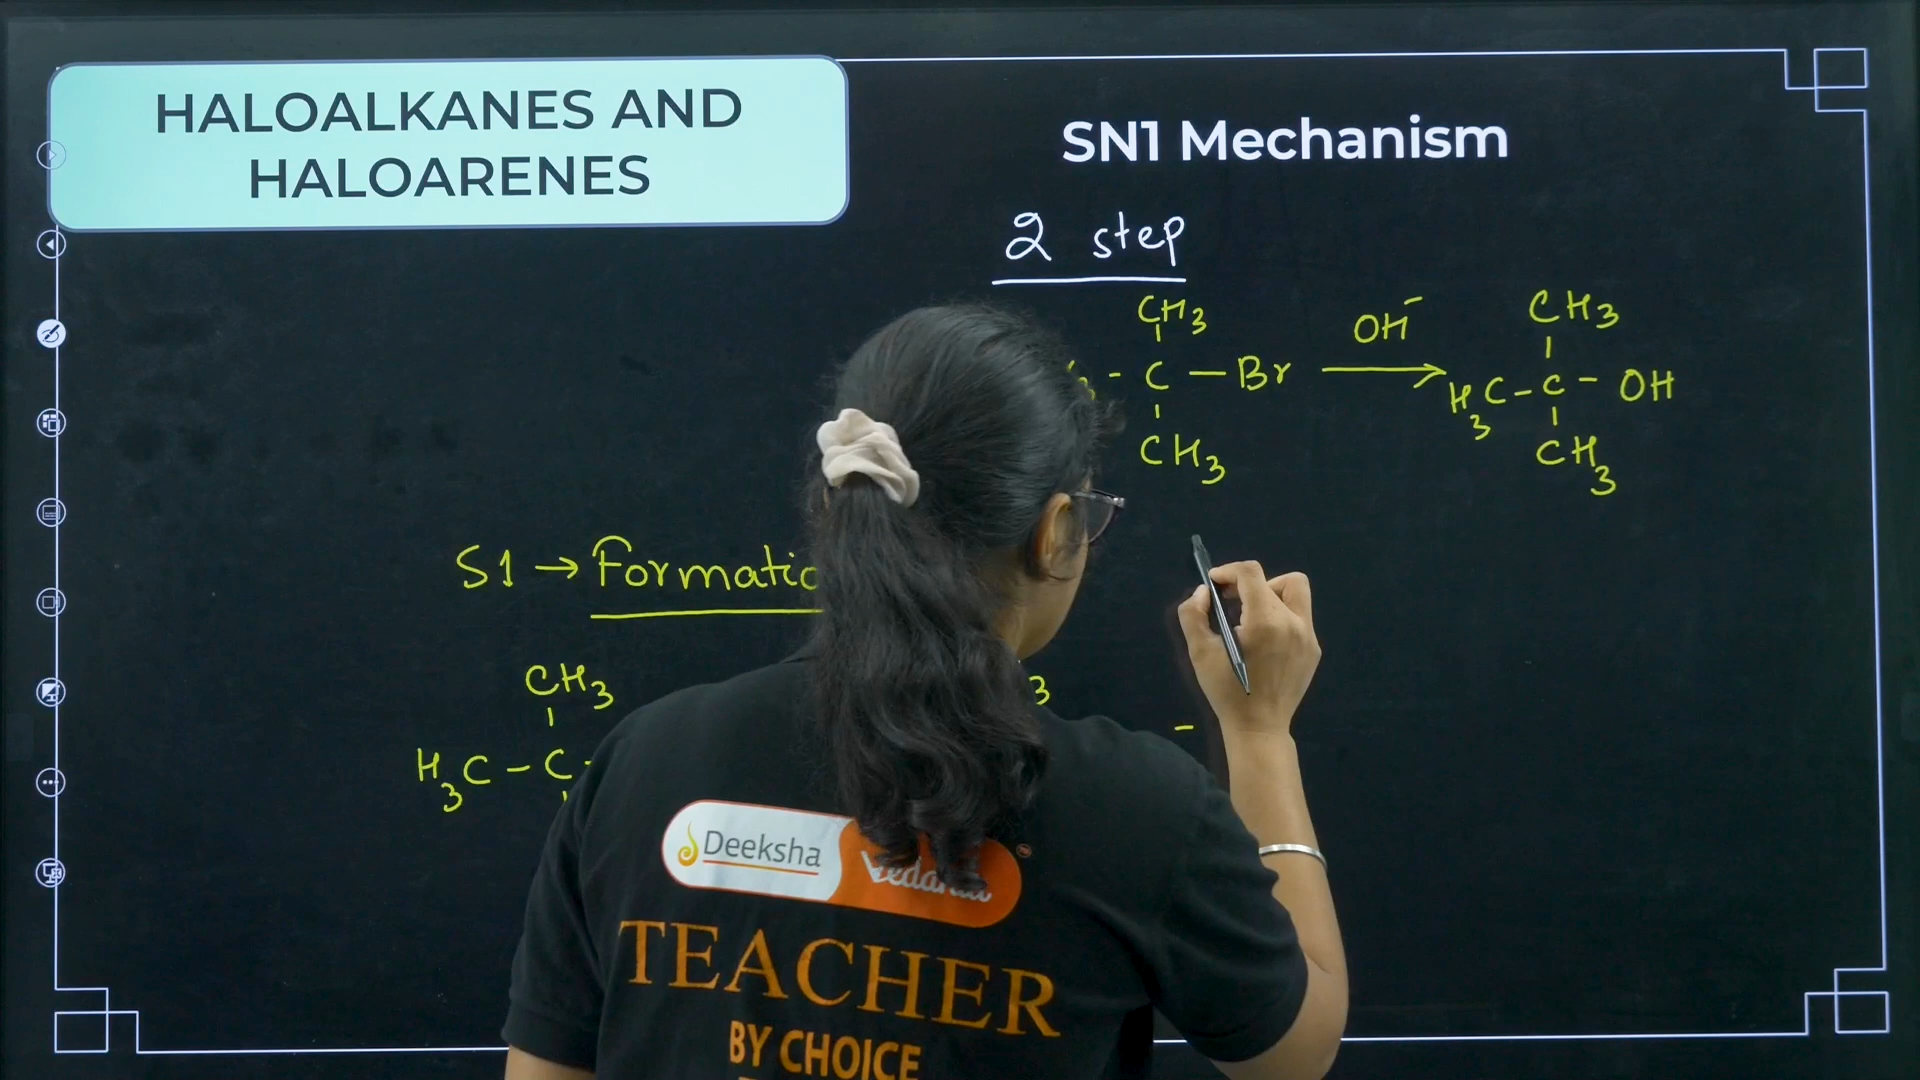 HALOALKANES AND
HALOARENES
SN1 Mechanism
2 step
CH3
- C - Br
OH⁻
CH3
CH3
H3C - C - OH
CH3
S1 →
CH3
3
H3C - C -
-
Deeksha
TEACHER
BY CHOICE